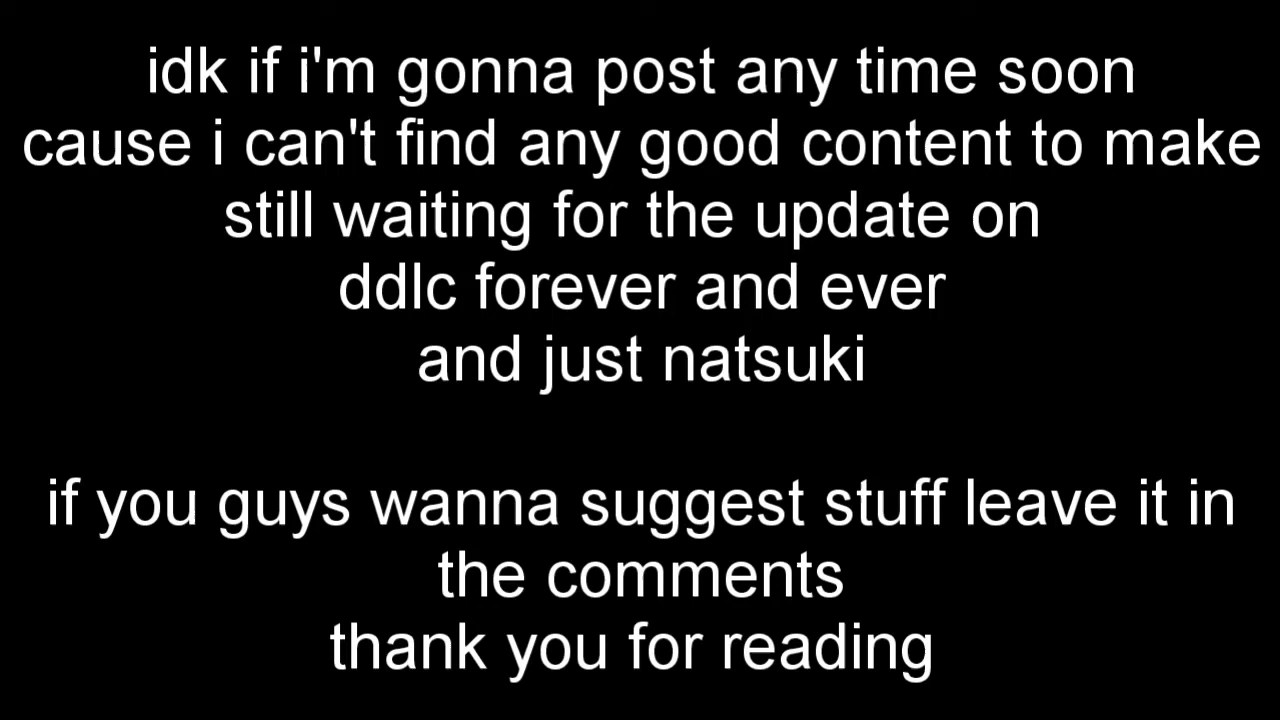 idk if i'm gonna post any time soon
cause i can't find any good content to make
still waiting for the update on
ddlc forever and ever
and just natsuki
if you guys wanna suggest stuff leave it in
the comments
thank you for reading